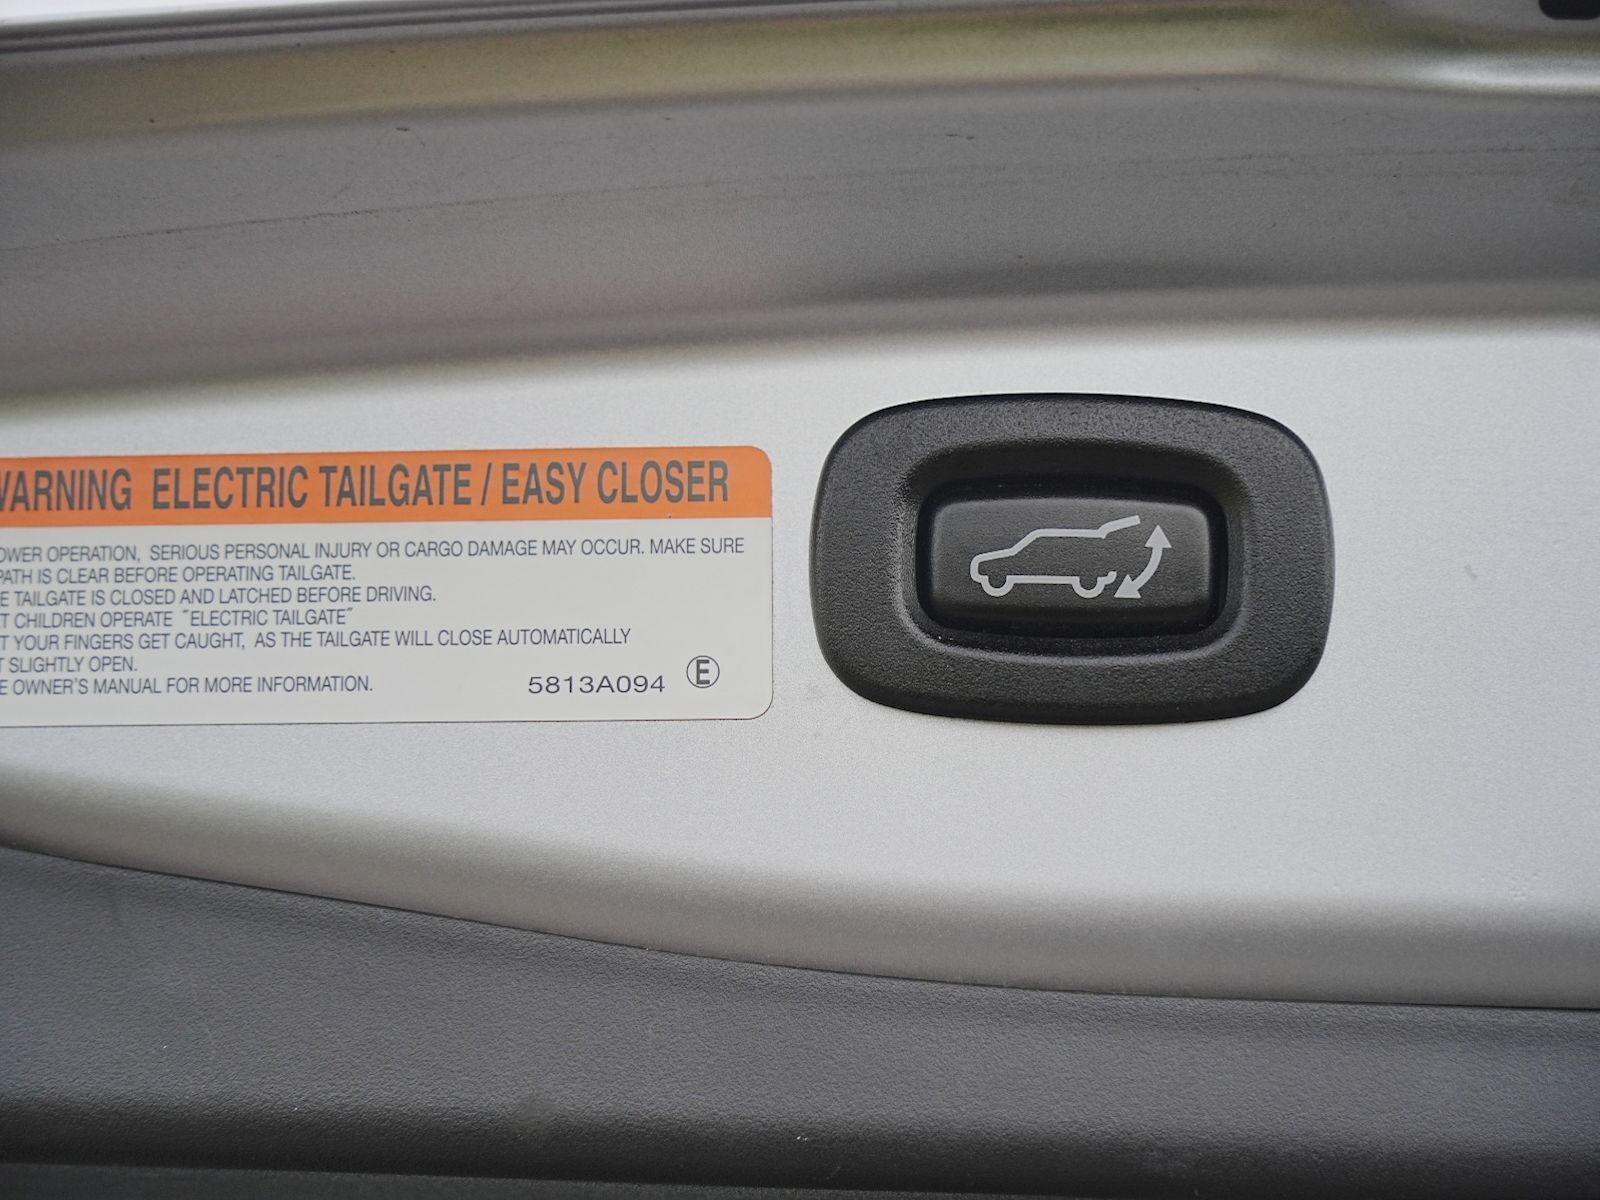 WARNING ELECTRIC TAILGATE / EASY CLOSER
OWER OPERATION, SERIOUS PERSONAL INJURY OR CARGO DAMAGE MAY OCCUR. MAKE SURE
PATH IS CLEAR BEFORE OPERATING TAILGATE.
E TAILGATE IS CLOSED AND LATCHED BEFORE DRIVING.
T CHILDREN OPERATE "ELECTRIC TAILGATE"
T YOUR FINGERS GET CAUGHT, AS THE TAILGATE WILL CLOSE AUTOMATICALLY
T SLIGHTLY OPEN.
E OWNER'S MANUAL FOR MORE INFORMATION.
5813A094 E